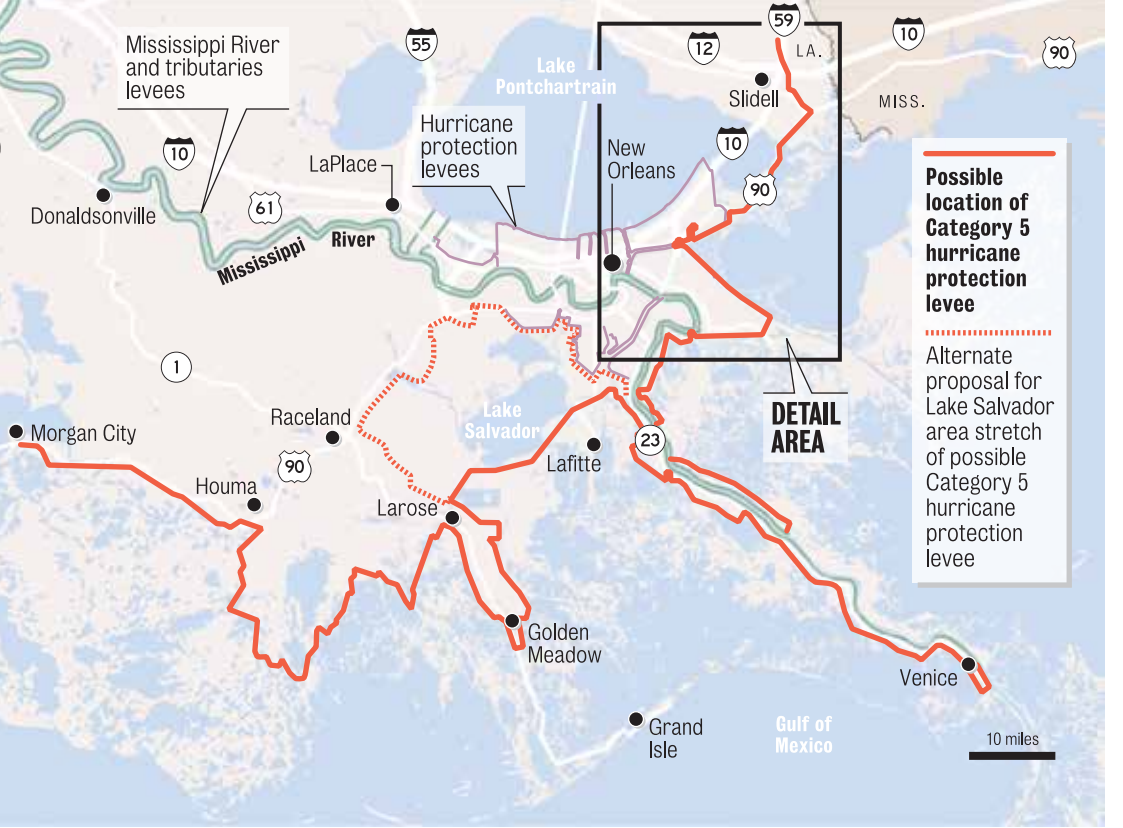 59
55
12
10
90
LA.
Mississippi River
and tributaries
levees
Lake
Pontchartrain
Slidell
MISS.
Hurricane
protection
levees
10
New
Orleans
10
LaPlace
90
Donaldsonville
61
Mississippi
River
Possible
location of
Category 5
hurricane
protection
levee
Alternate
proposal for
Lake Salvador
area stretch
of possible
Category 5
hurricane
protection
levee
1
DETAIL
AREA
Raceland
Lake
Salvador
Morgan City
23
90
Lafitte
Houma
Larose
Golden
Meadow
Venice
Grand
Isle
Gulf of
Mexico
10 miles